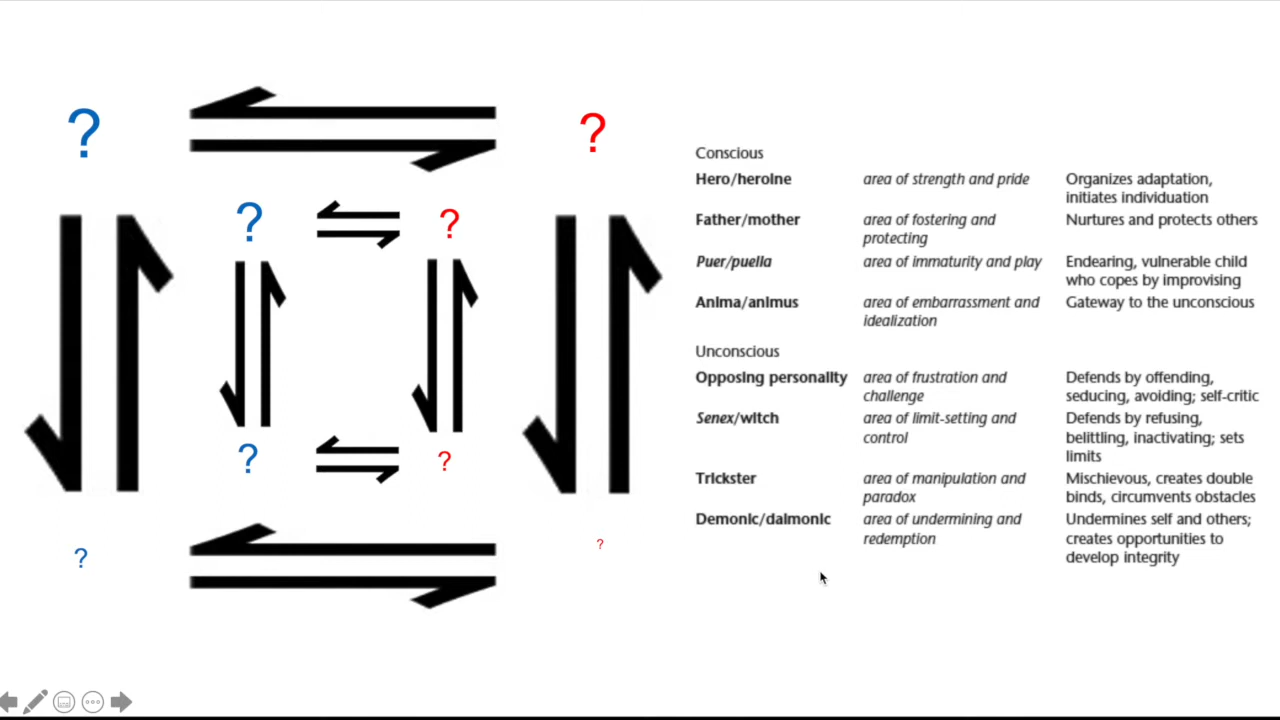 ?
?
?
?
?
?
?
?
Conscious
Hero/heroine area of strength and pride Organizes adaptation,
initiates individuation
Father/mother area of fostering and Nurtures and protects others
protecting
Puer/puella area of immaturity and play Endearing, vulnerable child
who copes by improvising
Anima/animus area of embarrassment and Gateway to the unconscious
idealization
Unconscious
Opposing personality area of frustration and Defends by offending,
challenge seducing, avoiding; self-critic
Senex/witch area of limit-setting and Defends by refusing,
control belittling, inactivating; sets
limits
Trickster area of manipulation and Mischievous, creates double
paradox binds, circumvents obstacles
Demonic/daimonic area of undermining and Undermines self and others;
redemption creates opportunities to
develop integrity